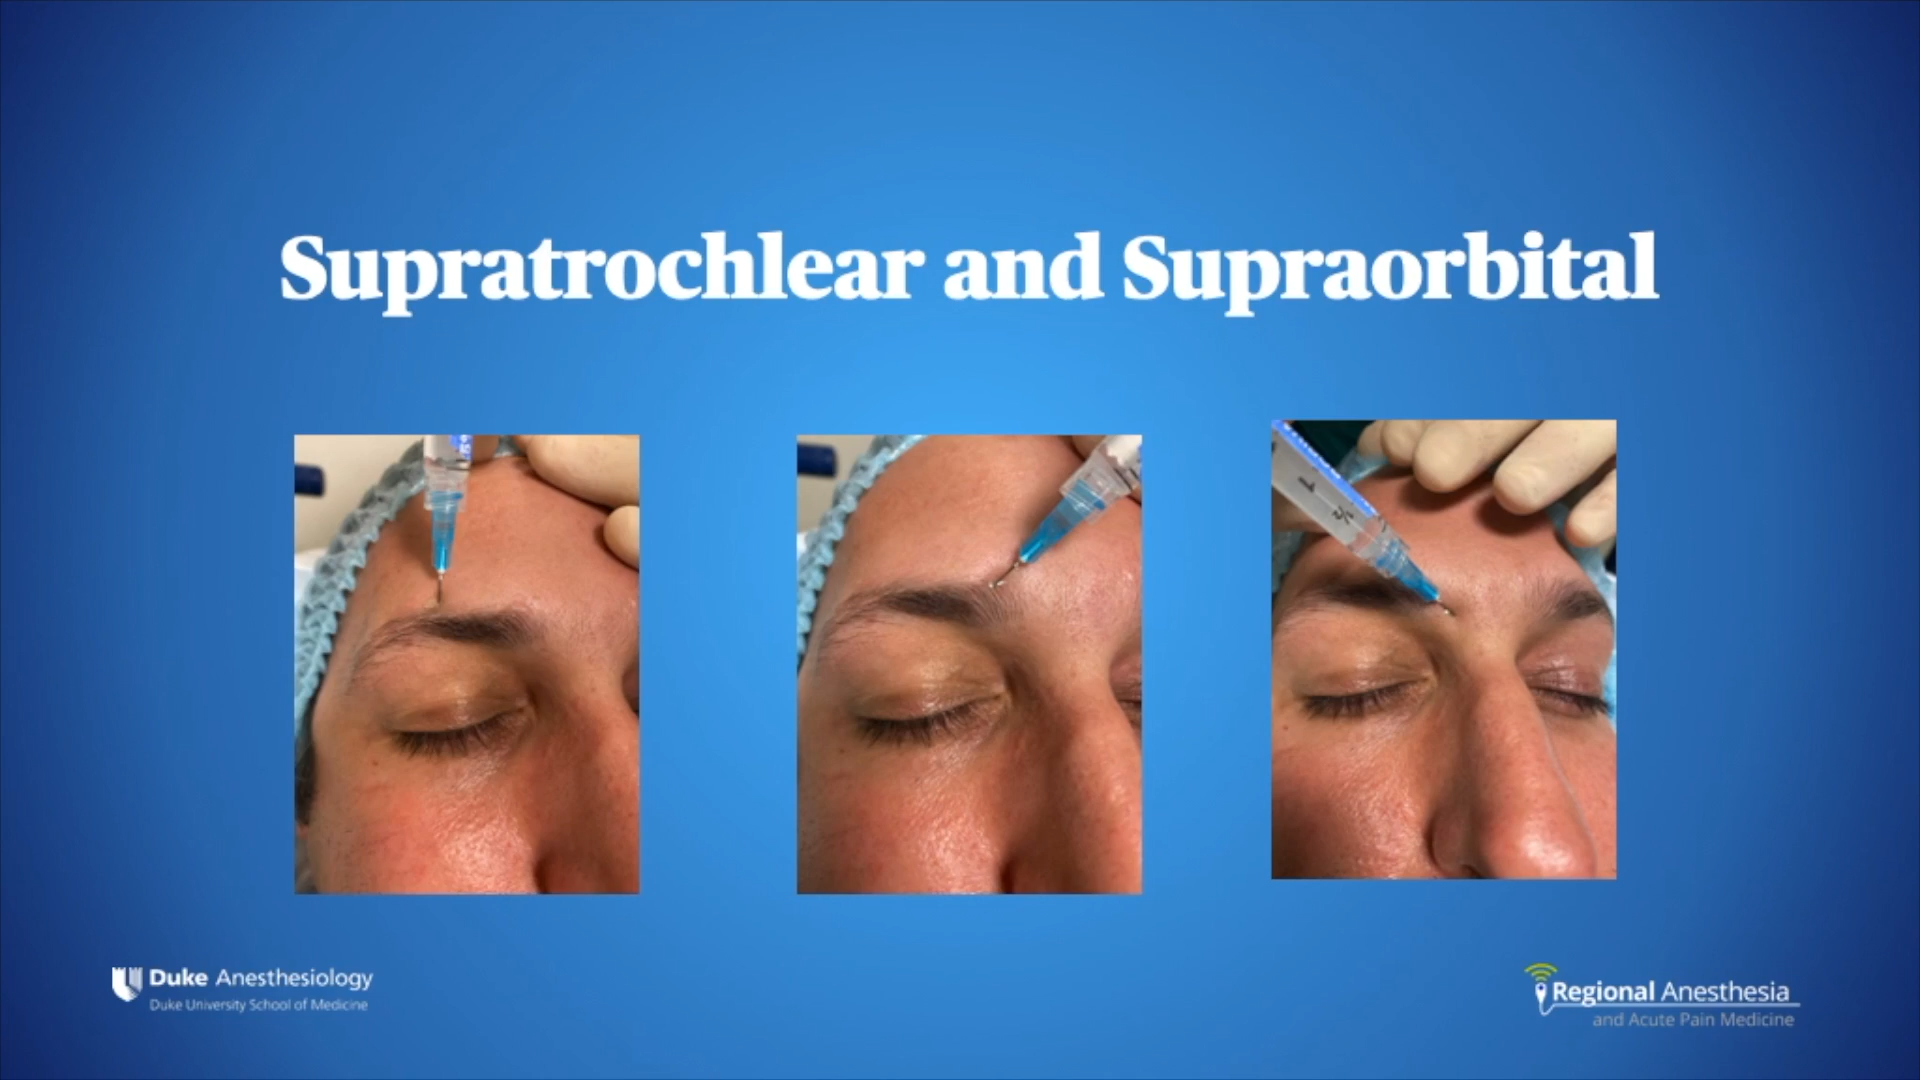 Supratrochlear and Supraorbital
Duke Anesthesiology
Duke University School of Medicine
Regional Anesthesia
and Acute Pain Medicine